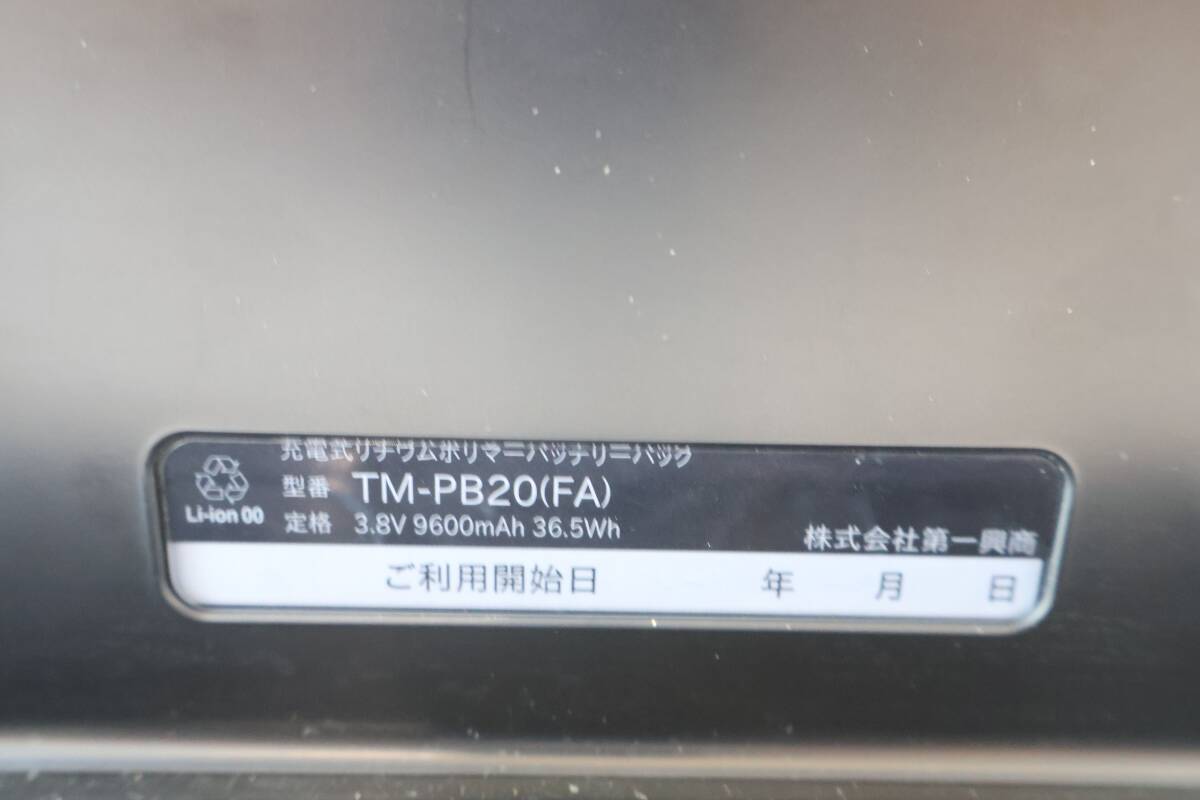 充電式リチウムポリマーバッテリーパック
型番 TM-PB20(FA)
Li-ion 00
定格 3.8V 9600mAh 36.5Wh
株式会社第一興商
ご利用開始日 年 月 日